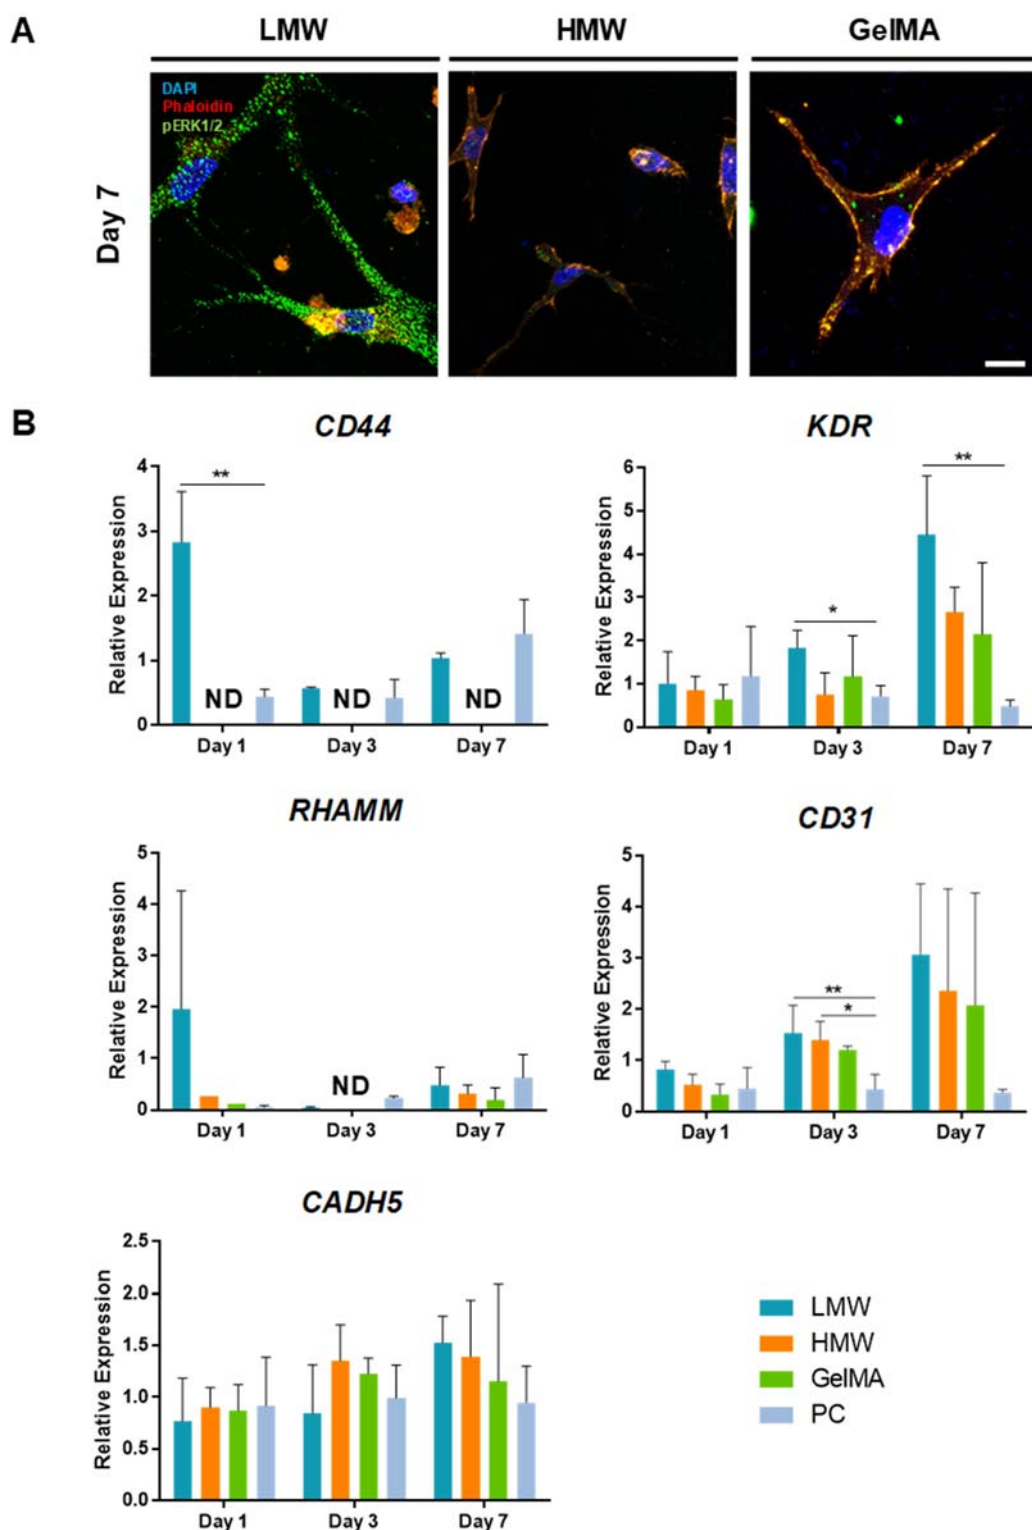 A
LMW
HMW
GelMA
DAPI
Phaloidin
pERK1/2
Day 7
B
CD44
Relative Expression
4
3
2
1
0
**
ND
ND
ND
Day 1
Day 3
Day 7
KDR
Relative Expression
6
5
4
3
2
1
0
*
**
Day 1
Day 3
Day 7
RHAMM
Relative Expression
5
4
3
2
1
0
ND
Day 1
Day 3
Day 7
CD31
Relative Expression
5
4
3
2
1
0
**
*
Day 1
Day 3
Day 7
CADH5
Relative Expression
2.5
2.0
1.5
1.0
0.5
0.0
Day 1
Day 3
Day 7
LMW
HMW
GelMA
PC